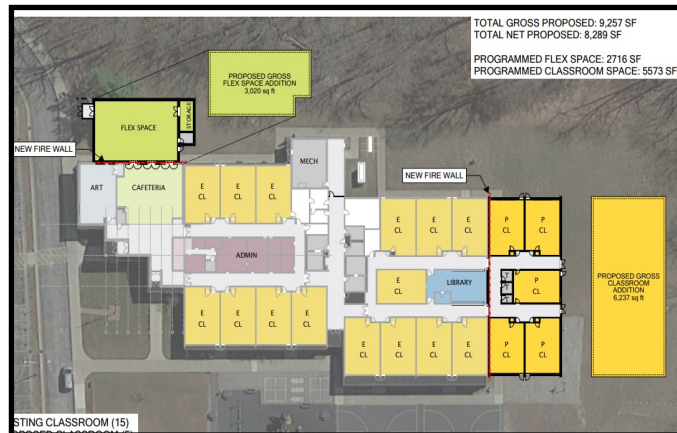 TOTAL GROSS PROPOSED: 9,257 SF
TOTAL NET PROPOSED: 8,289 SF
PROGRAMMED FLEX SPACE: 2716 SF
PROGRAMMED CLASSROOM SPACE: 5573 SF
PROPOSED GROSS
FLEX SPACE ADDITION
3,020 sq ft
FLEX SPACE
STORAGE
NEW FIRE WALL
ART
CAFETERIA
MECH
NEW FIRE WALL
E
CL
E
CL
E
CL
E
CL
E
CL
E
CL
P
CL
P
CL
ADMIN
E
CL
LIBRARY
T
T
P
CL
PROPOSED GROSS
CLASSROOM
ADDITION
6,237 sq ft
E
CL
E
CL
E
CL
E
CL
E
CL
E
CL
E
CL
E
CL
P
CL
P
CL
STING CLASSROOM (15)